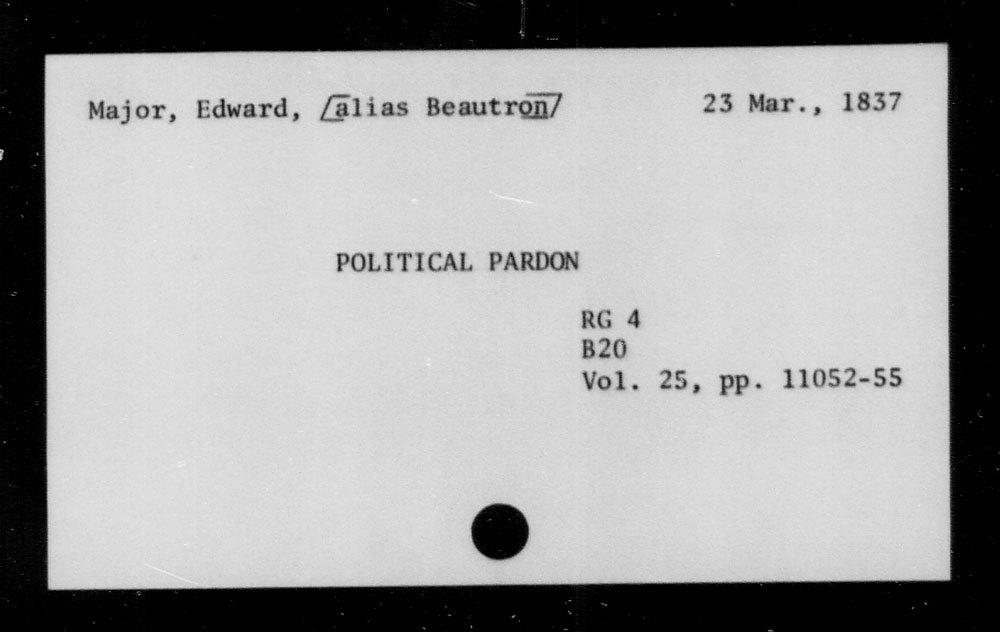 Major, Edward, [alias Beautron] 23 Mar., 1837
POLITICAL PARDON
RG 4
B20
Vol. 25, pp. 11052-55